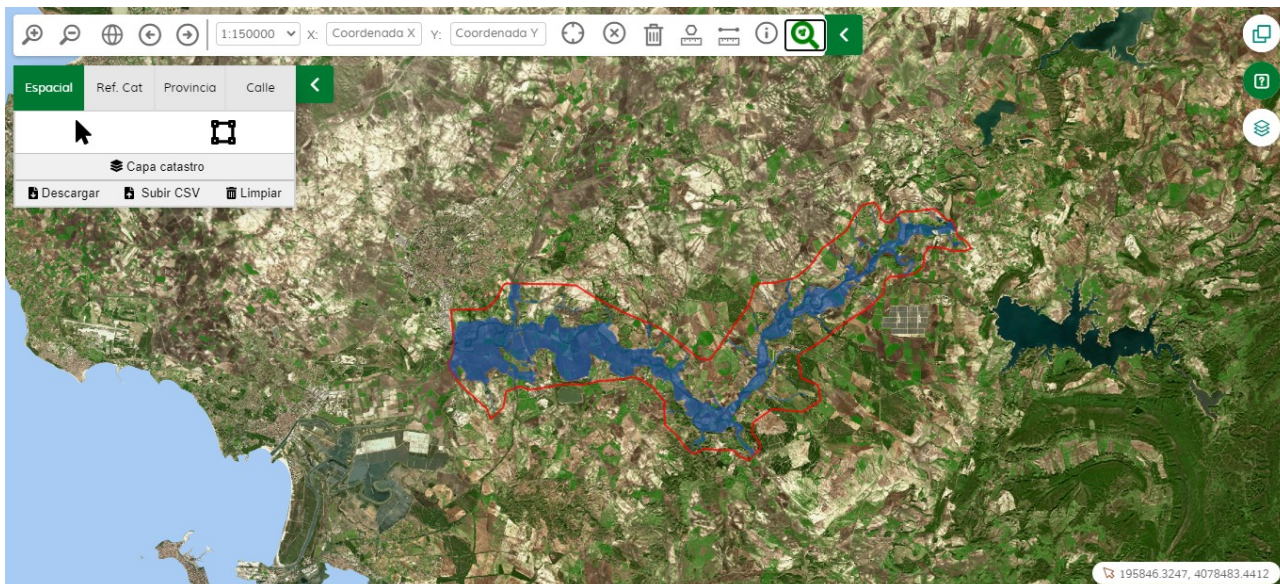 1:150000 X: Coordenada X Y: Coordenada Y
Espacial Ref. Cat Provincia Calle
Capa catastro
Descargar Subir CSV Limpiar
195846.3247, 4078483.4412